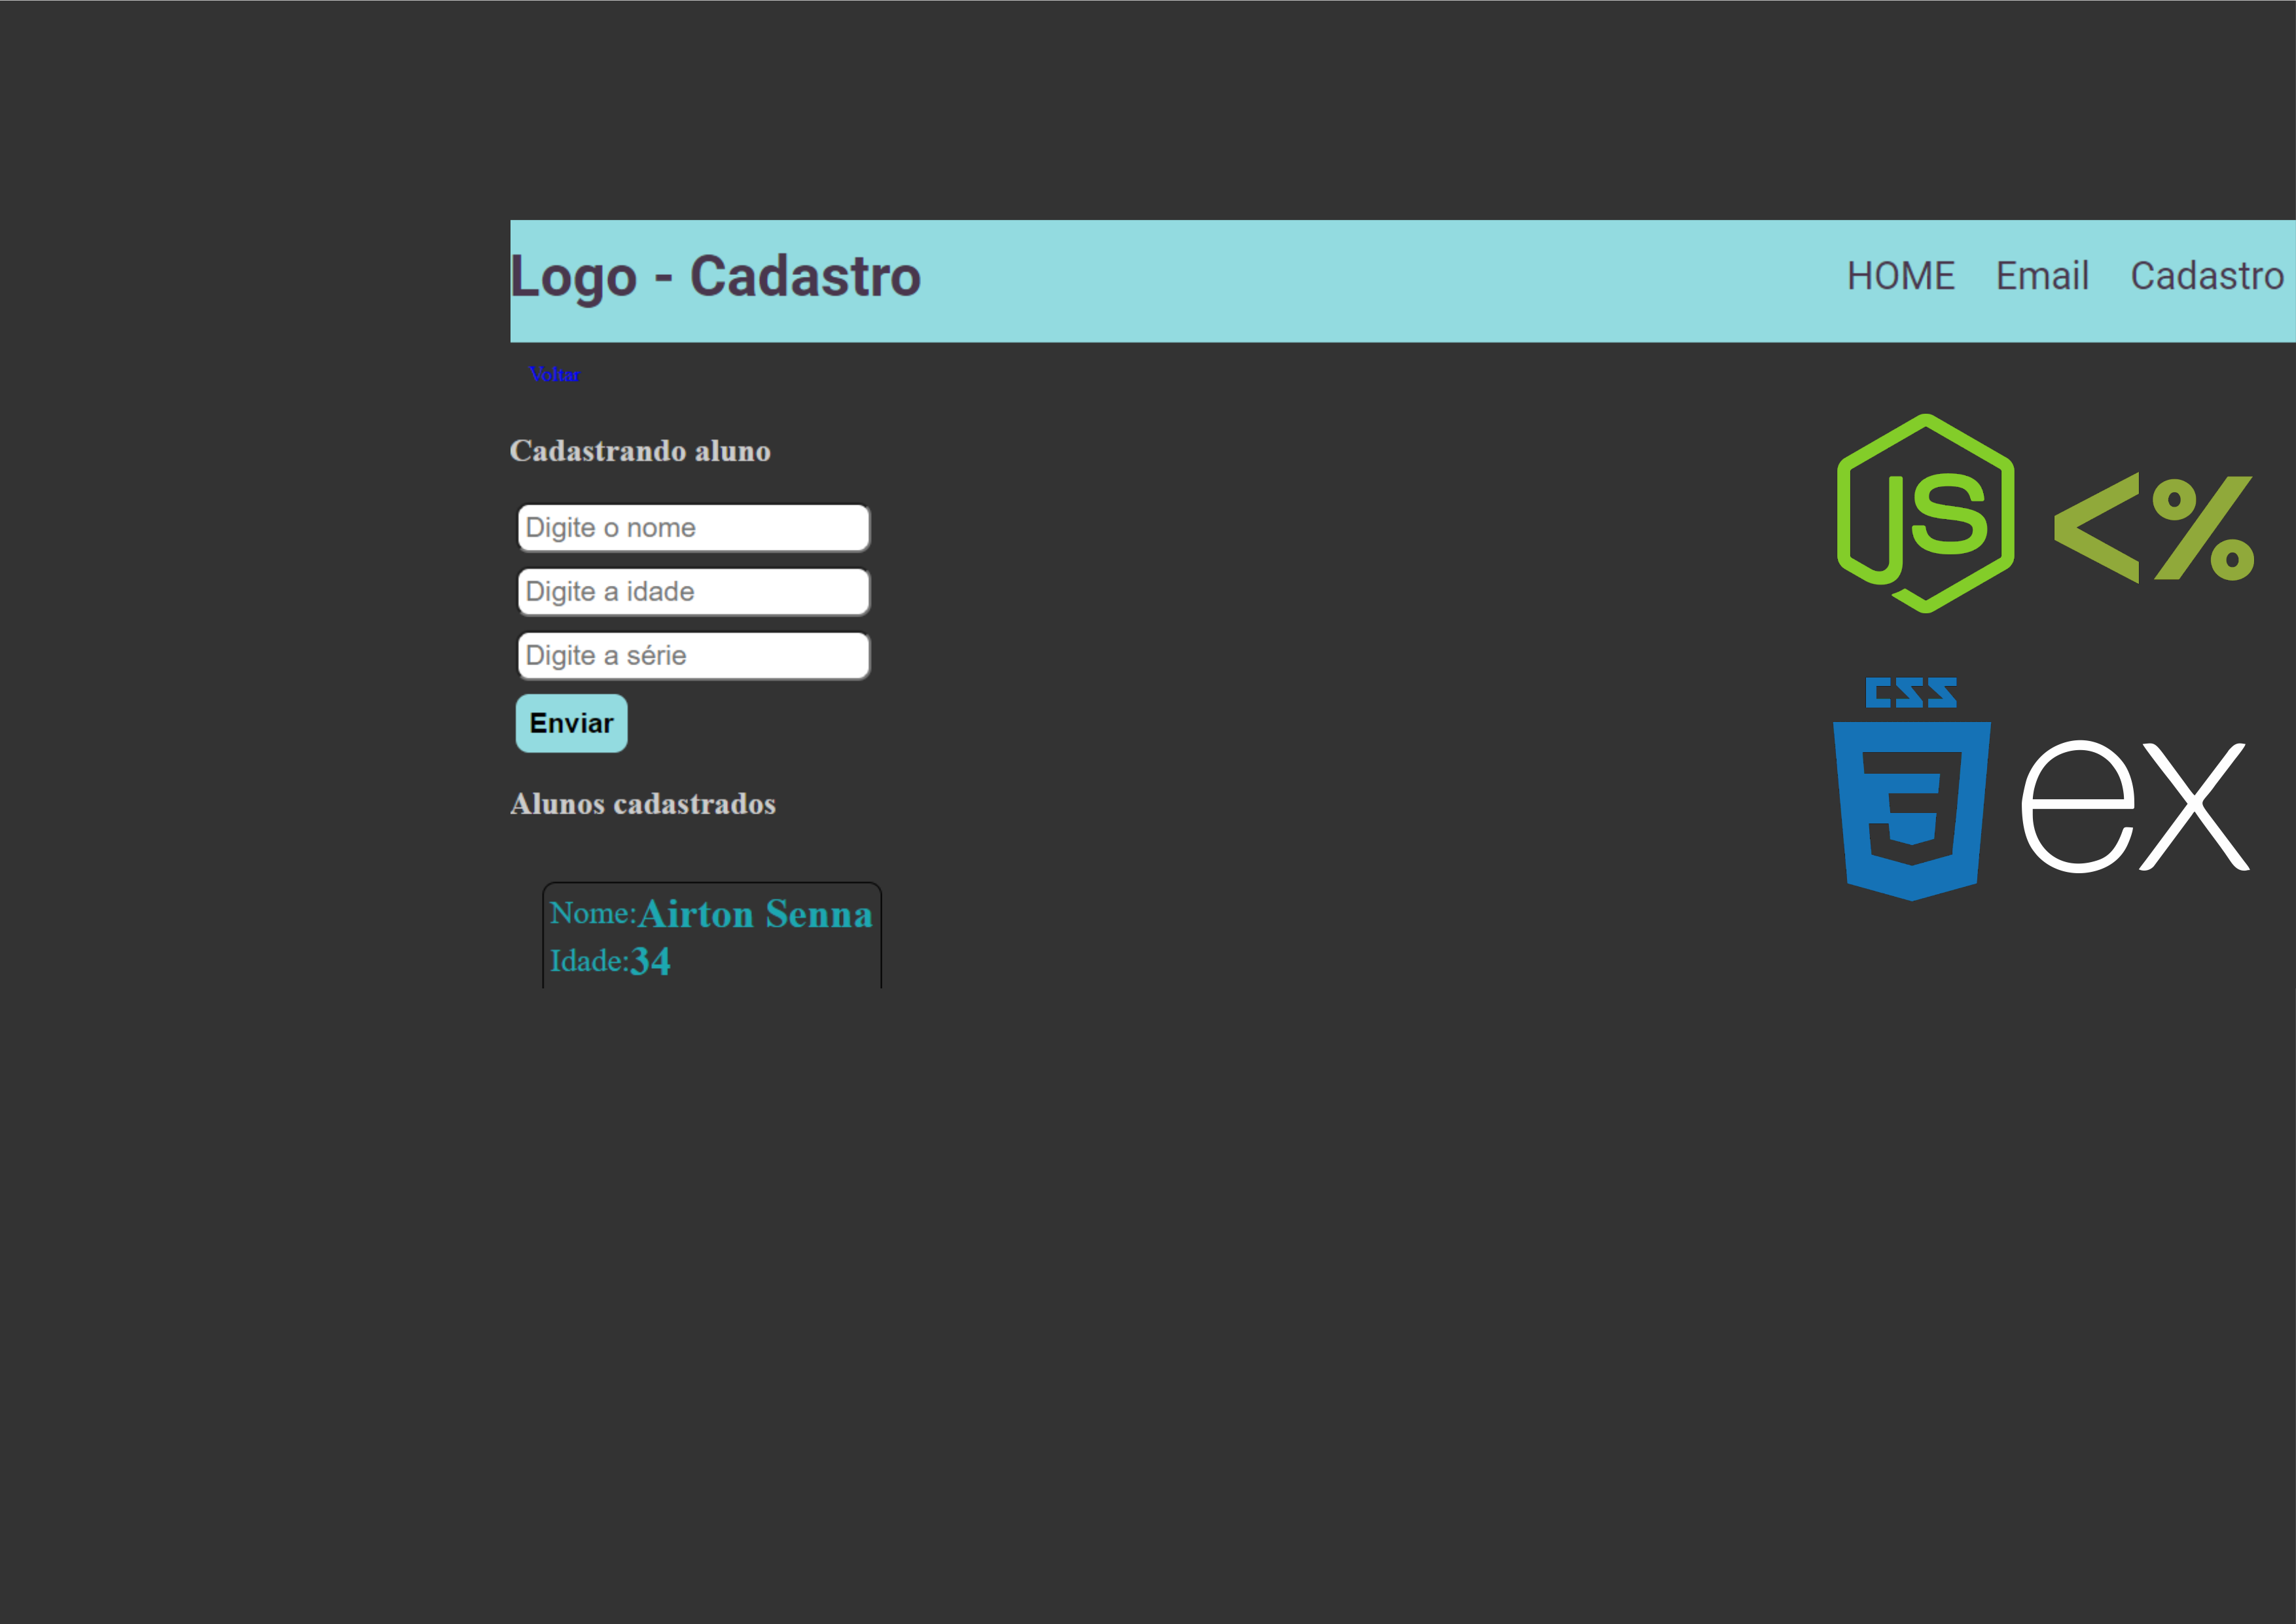 Logo - Cadastro
HOME Email Cadastro
Voltar
Cadastrando aluno
Digite o nome
Digite a idade
Digite a série
Enviar
Alunos cadastrados
Nome:Airton Senna
Idade:34
JS
<%
CSS
ex